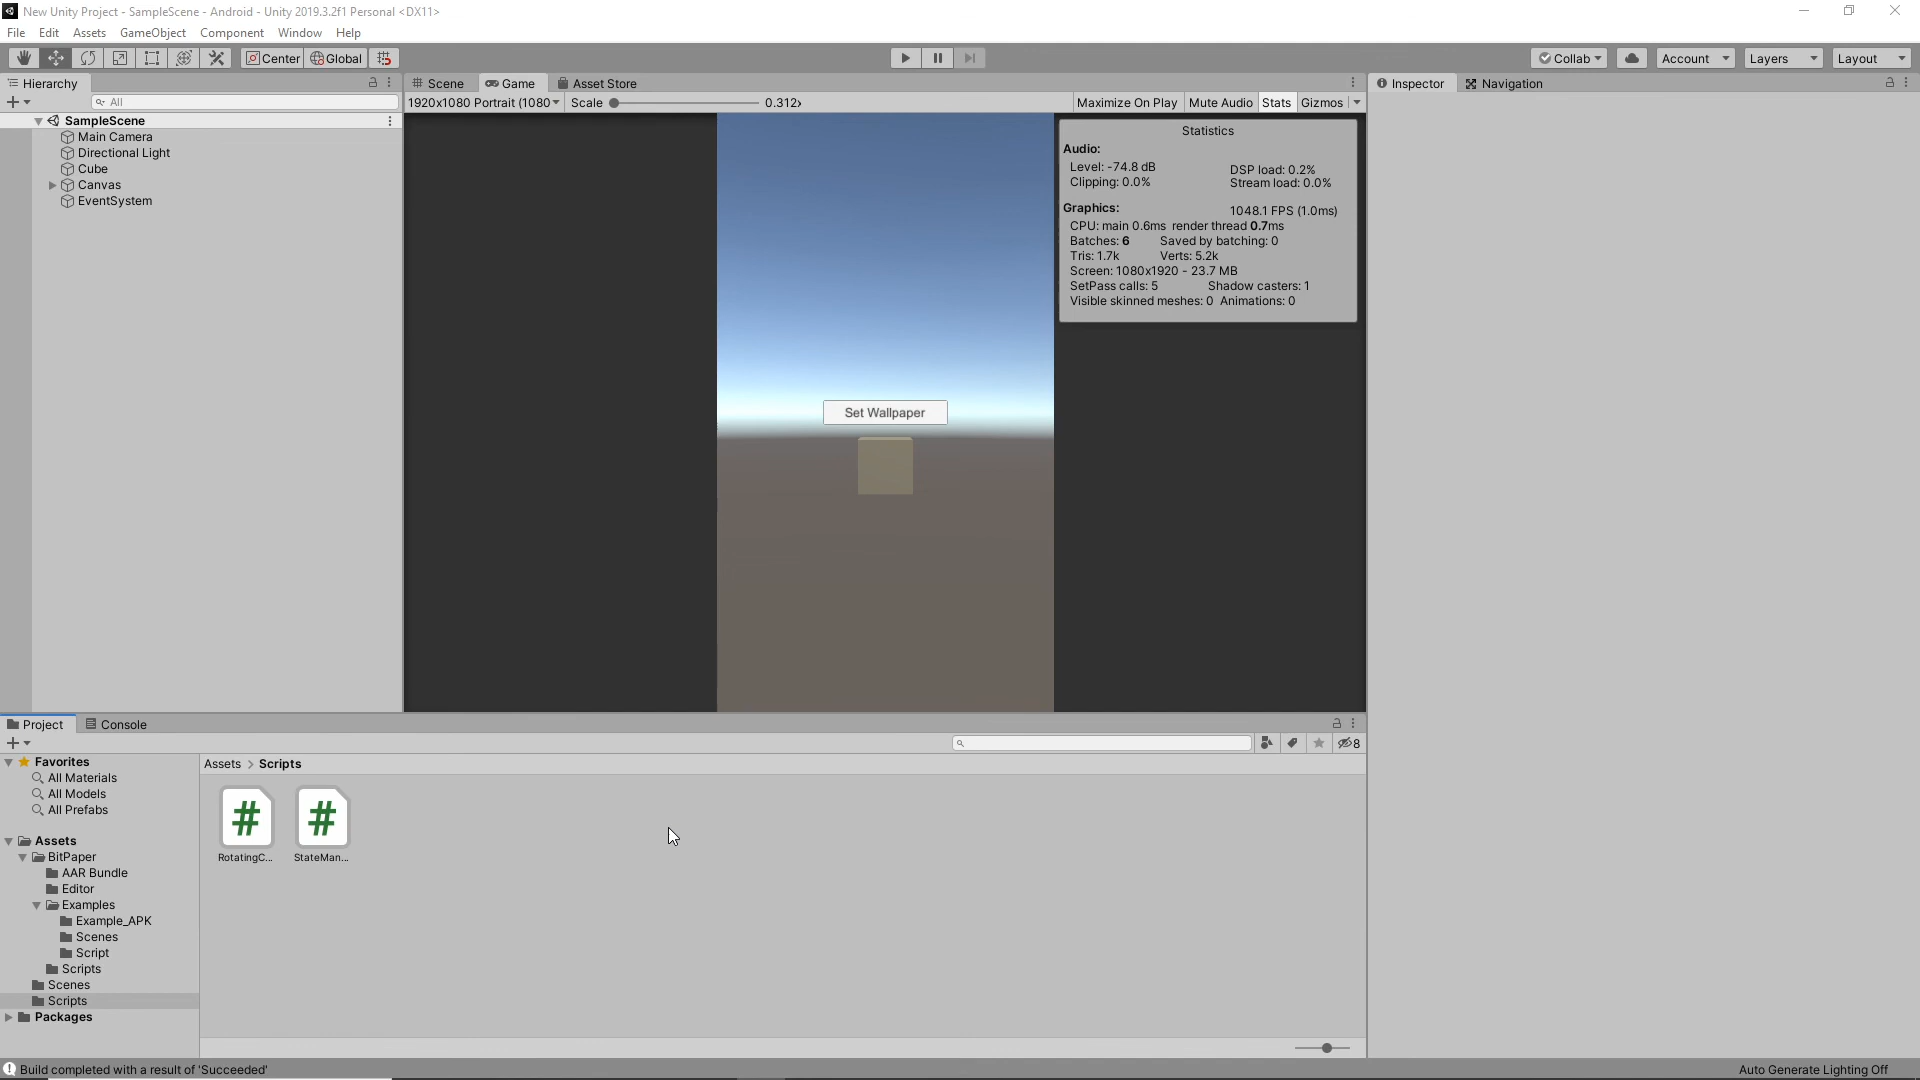 New Unity Project - SampleScene - Android - Unity 2019.3.2f1 Personal <DX11>
File Edit Assets GameObject Component Window Help
Center Global Collab Account Layers Layout
Hierarchy
All
SampleScene
Main Camera
Directional Light
Cube
Canvas
EventSystem
Scene Game Asset Store
1920x1080 Portrait (1080 Scale 0.312x Maximize On Play Mute Audio Stats Gizmos
Set Wallpaper
Statistics
Audio:
Level: -74.8 dB DSP load: 0.2%
Clipping: 0.0% Stream load: 0.0%
Graphics: 1048.1 FPS (1.0ms)
CPU: main 0.6ms render thread 0.7ms
Batches: 6 Saved by batching: 0
Tris: 1.7k Verts: 5.2k
Screen: 1080x1920 - 23.7 MB
SetPass calls: 5 Shadow casters: 1
Visible skinned meshes: 0 Animations: 0
Inspector Navigation
Project Console
8
Favorites
All Materials
All Models
All Prefabs
Assets
BitPaper
AAR Bundle
Editor
Examples
Example_APK
Scenes
Script
Scripts
Scenes
Scripts
Packages
Assets > Scripts
# #
RotatingC... StateMan...
Build completed with a result of 'Succeeded' Auto Generate Lighting Off